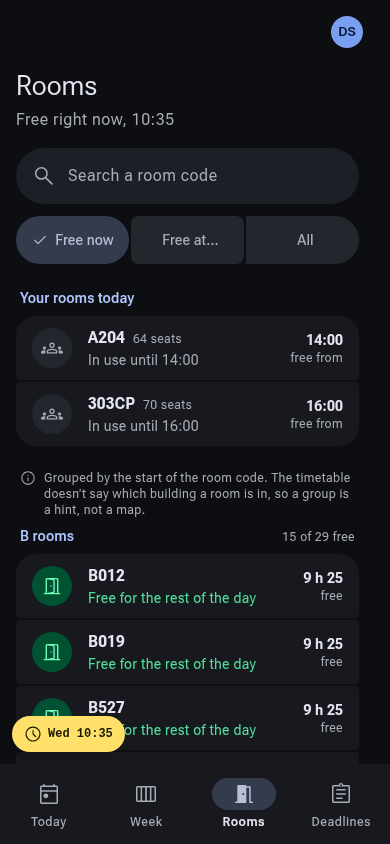 DS
Rooms
Free right now, 10:35
Search a room code
Free now
Free at...
All
Your rooms today
A204 64 seats
14:00
In use until 14:00
free from
303CP 70 seats
16:00
In use until 16:00
free from
Grouped by the start of the room code. The timetable
doesn't say which building a room is in, so a group is
a hint, not a map.
B rooms
15 of 29 free
B012
9 h 25
Free for the rest of the day
free
B019
9 h 25
Free for the rest of the day
free
B527
9 h 25
for the rest of the day
free
Wed 10:35
Today
Week
Rooms
Deadlines